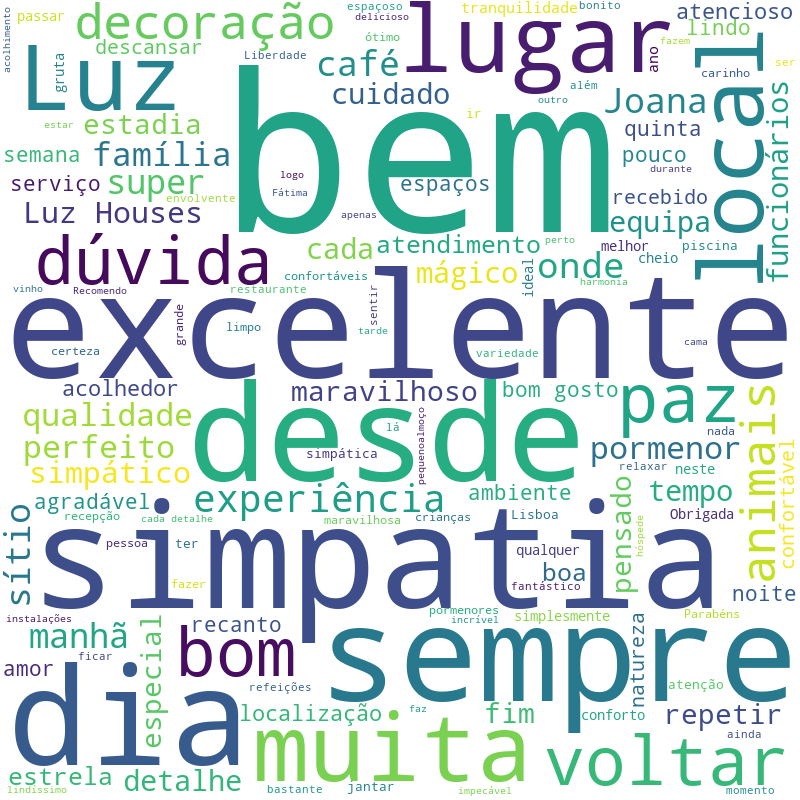 acolhimento
passar
decoração
espaçoso
delicioso
tranquilidade
bonito
atencioso
lugar
lindo
descansar
ótimo
Liberdade
café
ano
fazem
ser
Luz
gruta
cuidado
além
carinho
outro
Joana
local
estar
estadia
bem
ir
quinta
funcionários
semana
família
durante
pouco
serviço
super
logo
Fátima
espaços
recebido
envolvente
Luz Houses
apenas
equipa
dúvida
cada
atendimento
perto
melhor
piscina
mágico
onde
cheio
confortáveis
ideal
harmonia
vinho
Recomendo
restaurante
sentir
excelente
grande
limpo
tarde
certeza
variedade
cama
acolhedor
maravilhoso
bom gosto
paz
animais
qualidade
desde
pequenoalmoço
lá
nada
perfeito
simpática
pormenor
simpático
relaxar
neste
confortável
agradável
experiência
ambiente
pensado
tempo
sítio
recepção
cada detalhe
maravilhosa
crianças
Lisboa
Obrigada
hóspede
simpatia
pessoa
ter
qualquer
boa
fazer
fantástico
noite
instalações
pormenores
incrível
simplesmente
Parabéns
manhã
especial
recanto
bom
sempre
natureza
amor
ficar
dia
refeições
faz
atenção
localização
muita
fim
conforto
repetir
ainda
voltar
estrela
detalhe
lindíssimo
bastante
jantar
impecável
momento